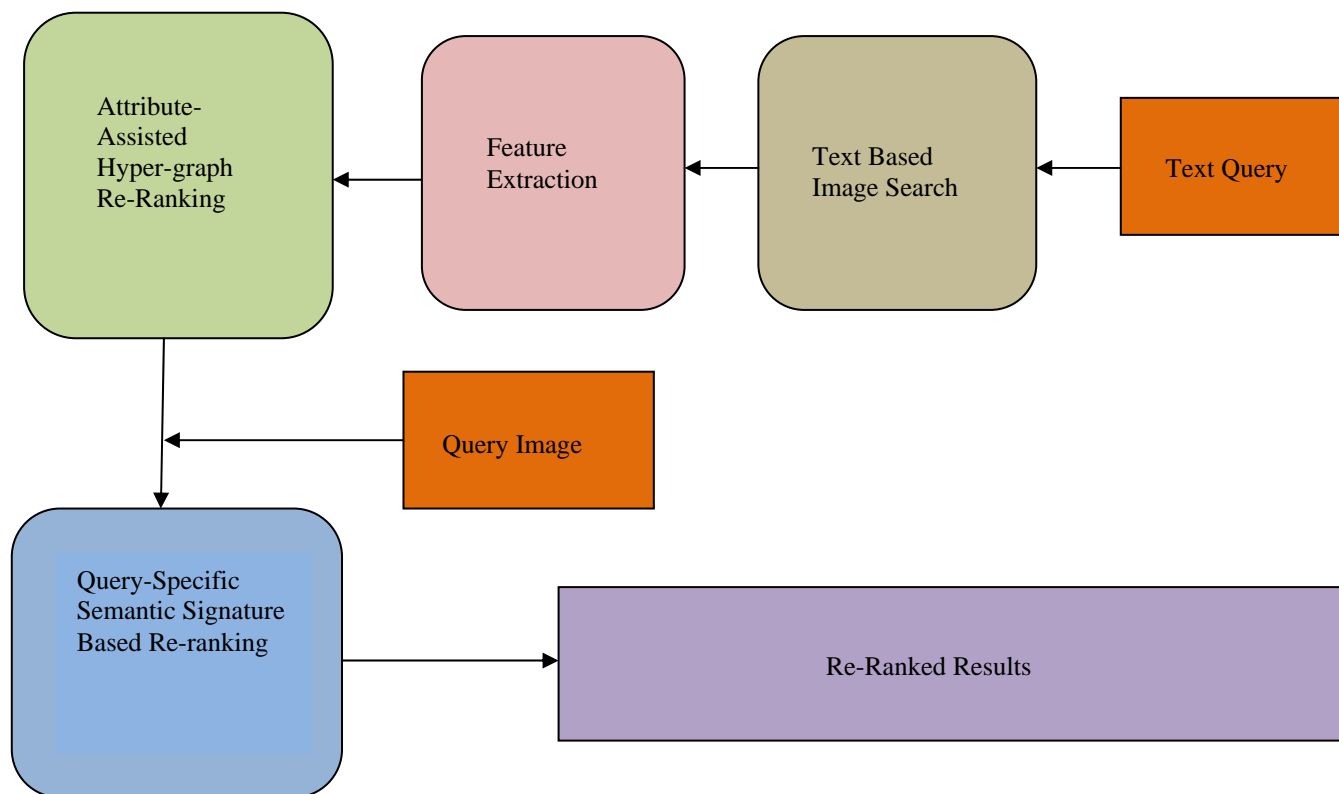 Attribute-
Assisted
Hyper-graph
Re-Ranking
Feature
Extraction
Text Based
Image Search
Text Query
Query Image
Query-Specific
Semantic Signature
Based Re-ranking
Re-Ranked Results